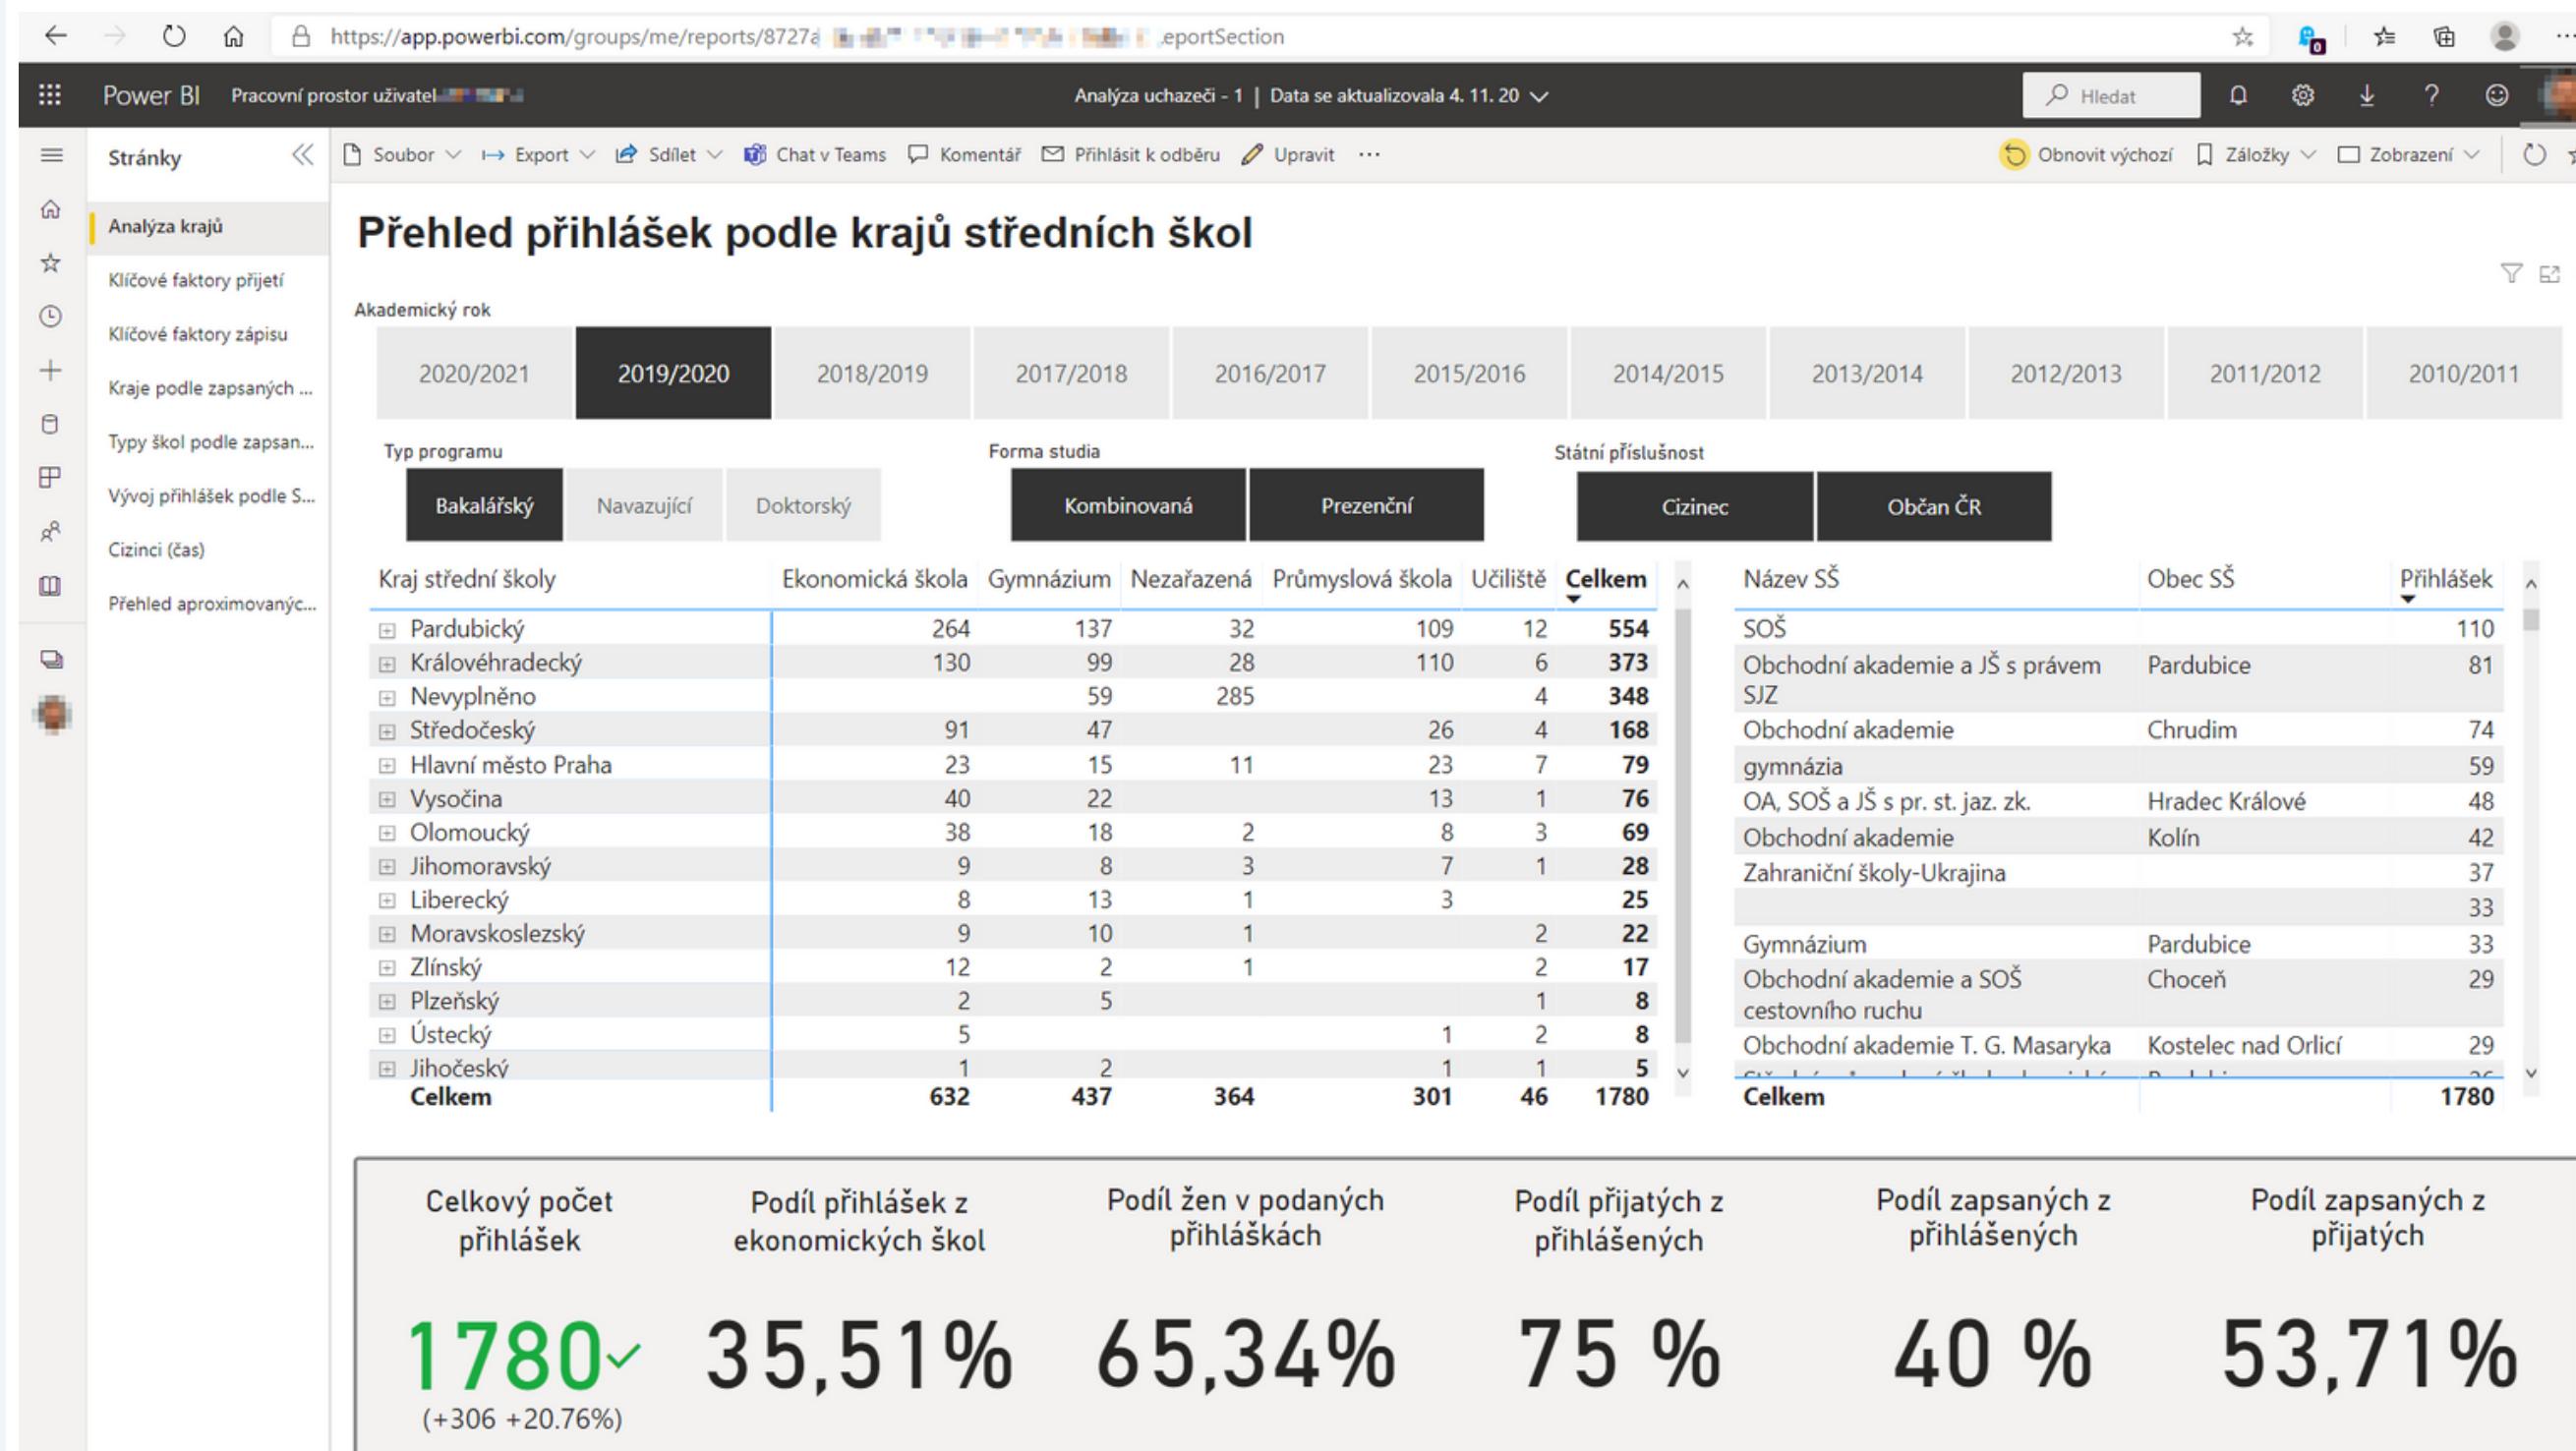 https://app.powerbi.com/groups/me/reports/8727a eportSection
0
Power BI Pracovní prostor uživatel Analýza uchazeči - 1 | Data se aktualizovala 4. 11. 20 Hledat
Stránky Soubor Export Sdílet Chat v Teams Komentář Přihlásit k odběru Upravit ... Obnovit výchozí Záložky Zobrazení
Analýza krajů
Klíčové faktory přijetí
Klíčové faktory zápisu
Kraje podle zapsaných ...
Typy škol podle zapsan...
Vývoj přihlášek podle S...
Cizinci (čas)
Přehled aproximovanýc...
Přehled přihlášek podle krajů středních škol
Akademický rok
2020/2021 2019/2020 2018/2019 2017/2018 2016/2017 2015/2016 2014/2015 2013/2014 2012/2013 2011/2012 2010/2011
Typ programu Forma studia Státní příslušnost
Bakalářský Navazující Doktorský Kombinovaná Prezenční Cizinec Občan ČR
Kraj střední školy Ekonomická škola Gymnázium Nezařazená Průmyslová škola Učiliště Celkem
Pardubický 264 137 32 109 12 554
Královéhradecký 130 99 28 110 6 373
Nevyplněno 59 285 4 348
Středočeský 91 47 26 4 168
Hlavní město Praha 23 15 11 23 7 79
Vysočina 40 22 13 1 76
Olomoucký 38 18 2 8 3 69
Jihomoravský 9 8 3 7 1 28
Liberecký 8 13 1 3 25
Moravskoslezský 9 10 1 2 22
Zlínský 12 2 1 2 17
Plzeňský 2 5 1 8
Ústecký 5 1 2 8
Jihočeský 1 2 1 1 5
Celkem 632 437 364 301 46 1780
Název SŠ Obec SŠ Přihlášek
SOŠ 110
Obchodní akademie a JŠ s právem Pardubice 81
SJZ
Obchodní akademie Chrudim 74
gymnázia 59
OA, SOŠ a JŠ s pr. st. jaz. zk. Hradec Králové 48
Obchodní akademie Kolín 42
Zahraniční školy-Ukrajina 37
33
Gymnázium Pardubice 33
Obchodní akademie a SOŠ Choceň 29
cestovního ruchu
Obchodní akademie T. G. Masaryka Kostelec nad Orlicí 29
Celkem 1780
Celkový počet
přihlášek
1780
(+306 +20.76%)
Podíl přihlášek z
ekonomických škol
35,51%
Podíl žen v podaných
přihláškách
65,34%
Podíl přijatých z
přihlášených
75 %
Podíl zapsaných z
přihlášených
40 %
Podíl zapsaných z
přijatých
53,71%